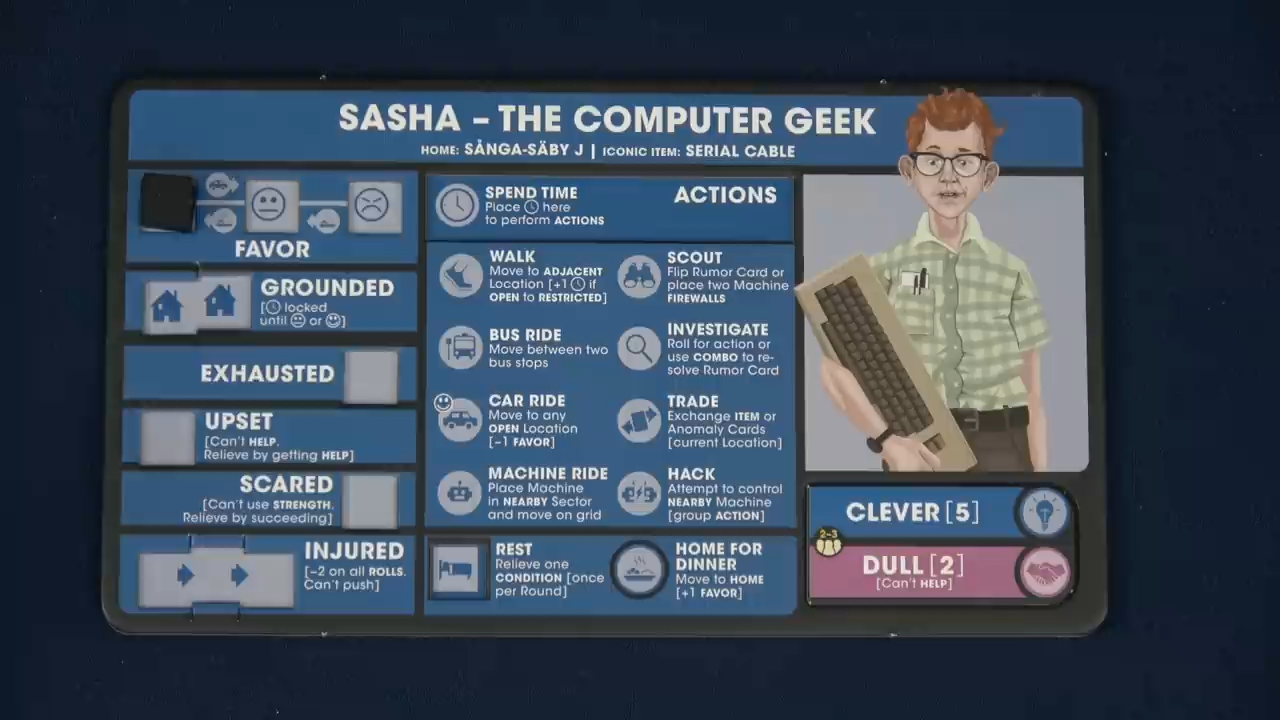 SASHA – THE COMPUTER GEEK
HOME: SÅNGA-SÄBY J | ICONIC ITEM: SERIAL CABLE
FAVOR
GROUNDED
[ locked
until or ]
EXHAUSTED
UPSET
[Can't HELP.
Relieve by getting HELP]
SCARED
[Can't use STRENGTH.
Relieve by succeeding]
INJURED
[–2 on all ROLLS.
Can't push]
SPEND TIME
Place here
to perform ACTIONS
ACTIONS
WALK
Move to ADJACENT
Location [+1 if
OPEN to RESTRICTED]
BUS RIDE
Move between two
bus stops
CAR RIDE
Move to any
OPEN Location
[–1 FAVOR]
MACHINE RIDE
Place Machine
in NEARBY Sector
and move on grid
SCOUT
Flip Rumor Card or
place two Machine
FIREWALLS
INVESTIGATE
Roll for action or
use COMBO to re-
solve Rumor Card
TRADE
Exchange ITEM or
Anomaly Cards
[current Location]
HACK
Attempt to control
NEARBY Machine
[group ACTION]
REST
Relieve one
CONDITION [once
per Round]
HOME FOR
DINNER
Move to HOME
[+1 FAVOR]
CLEVER [5]
2–3
DULL [2]
[Can't HELP]